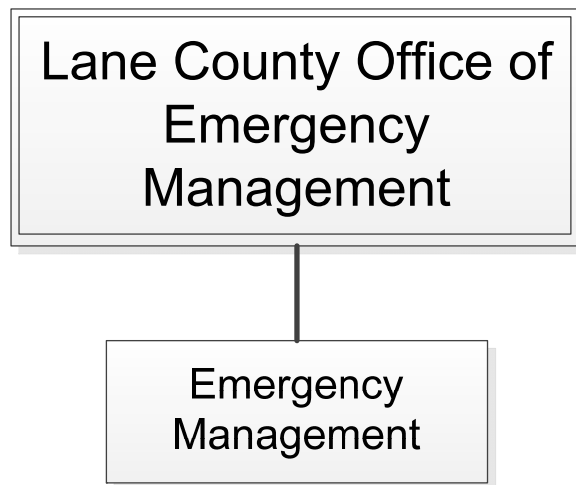 Lane County Office of
Emergency
Management
Emergency
Management